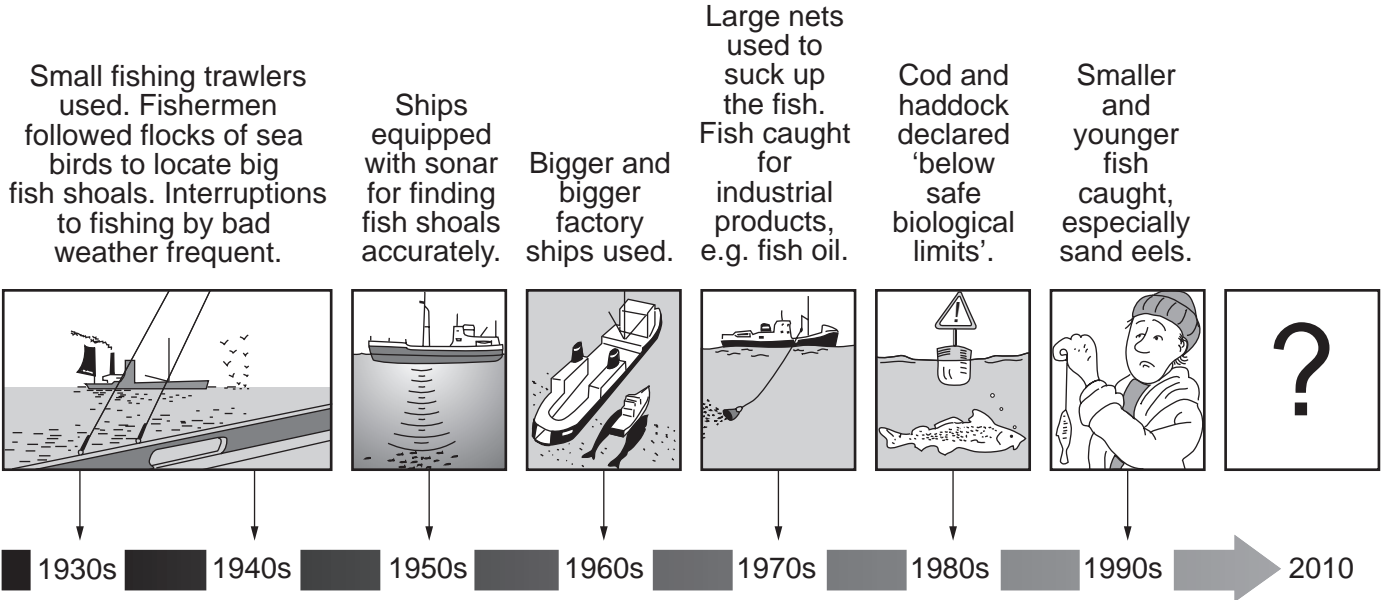 Small fishing trawlers
used. Fishermen
followed flocks of sea
birds to locate big
fish shoals. Interruptions
to fishing by bad
weather frequent.
Ships
equipped
with sonar
for finding
fish shoals
accurately.
Bigger and
bigger
factory
ships used.
Large nets
used to
suck up
the fish.
Fish caught
for
industrial
products,
e.g. fish oil.
Cod and
haddock
declared
‘below
safe
biological
limits’.
Smaller
and
younger
fish
caught,
especially
sand eels.
!
?
1930s 1940s 1950s 1960s 1970s 1980s 1990s 2010